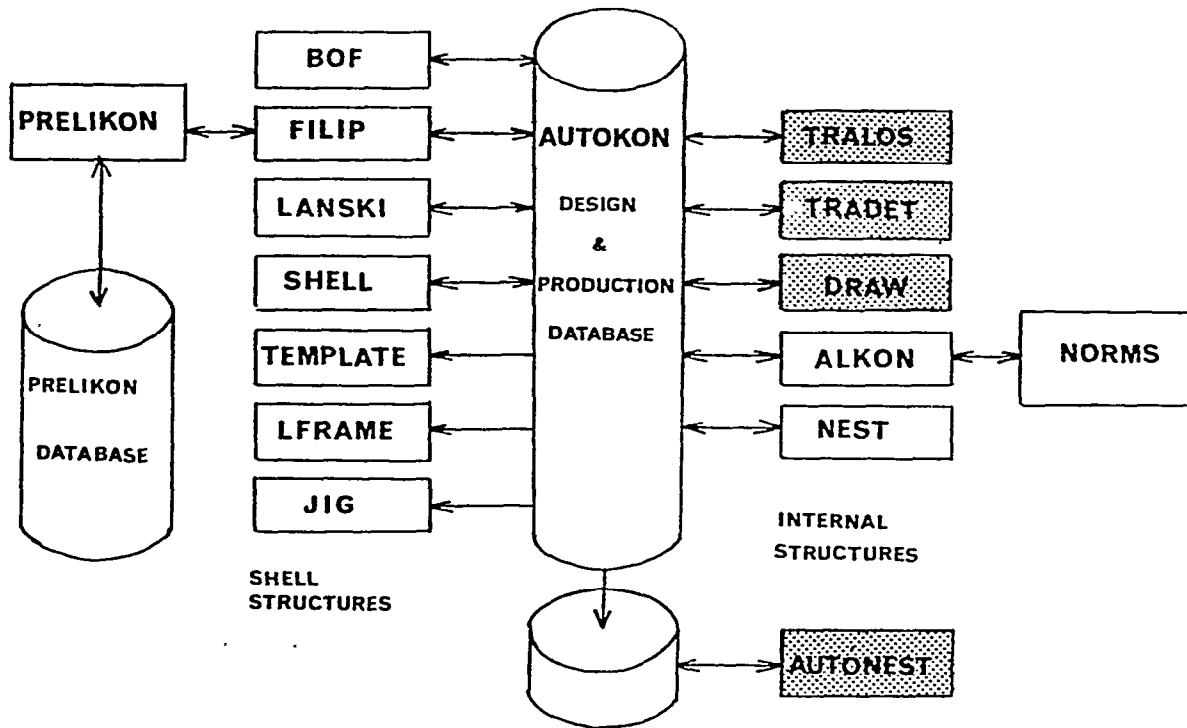 PRELIKON
PRELIKON
DATABASE
BOF
FILIP
LANSKI
SHELL
TEMPLATE
LFRAME
JIG
SHELL
STRUCTURES
AUTOKON
DESIGN
&
PRODUCTION
DATABASE
TRALOS
TRADET
DRAW
ALKON
NEST
INTERNAL
STRUCTURES
NORMS
AUTONEST